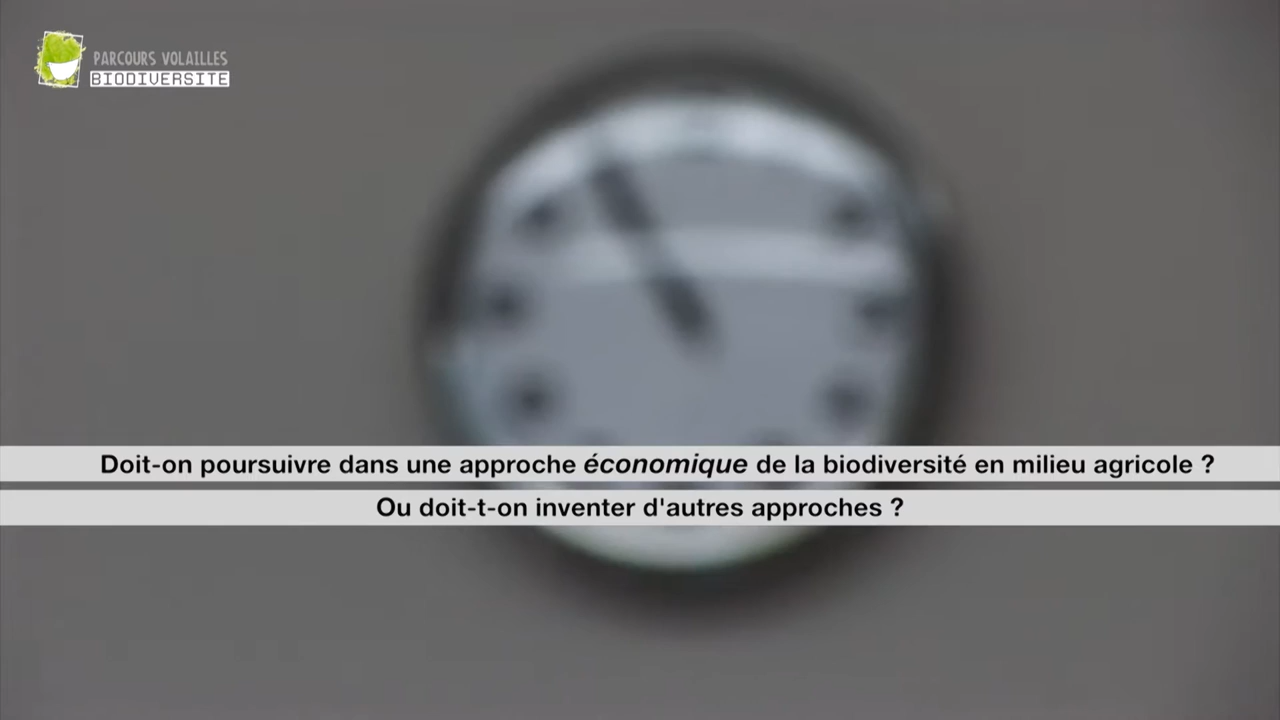 PARCOURS VOLAILLES
BIODIVERSITE
Doit-on poursuivre dans une approche économique de la biodiversité en milieu agricole ?
Ou doit-t-on inventer d'autres approches ?